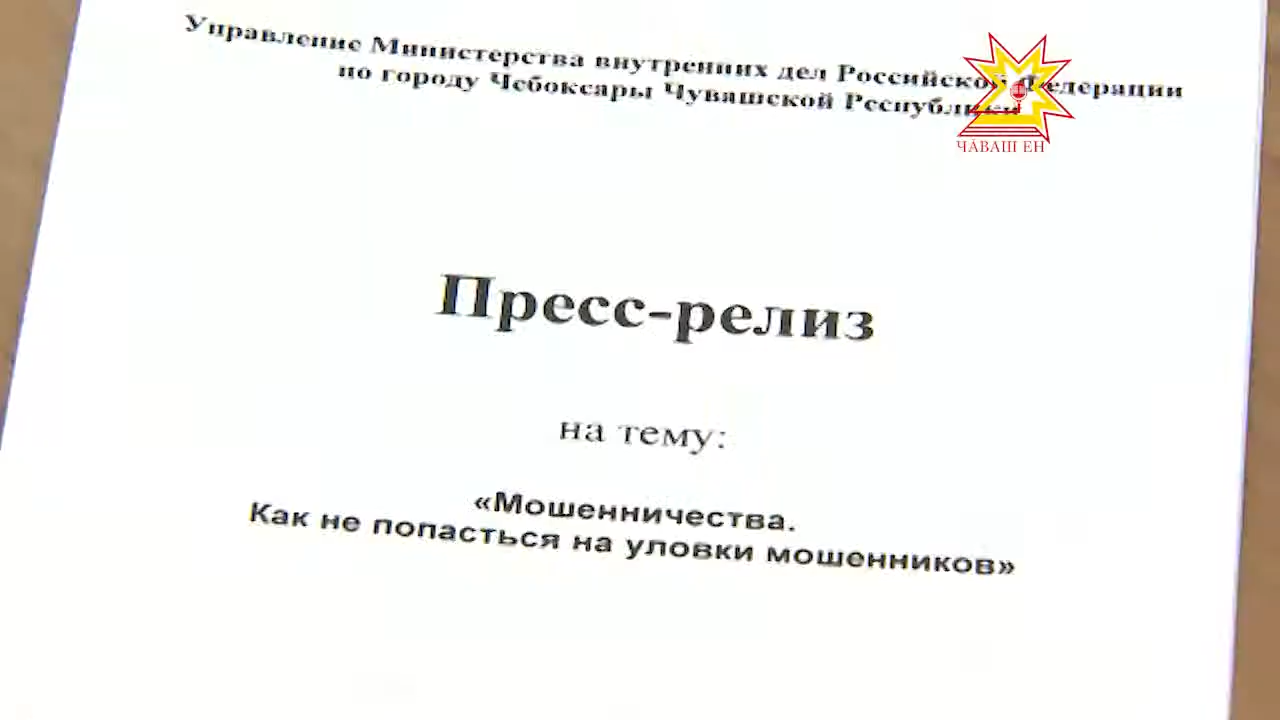 Управление Министерства внутренних дел Российской Федерации
по городу Чебоксары Чувашской Республики
ЧӐВАШ ЕН
Пресс-релиз
на тему:
«Мошенничества.
Как не попасться на уловки мошенников»